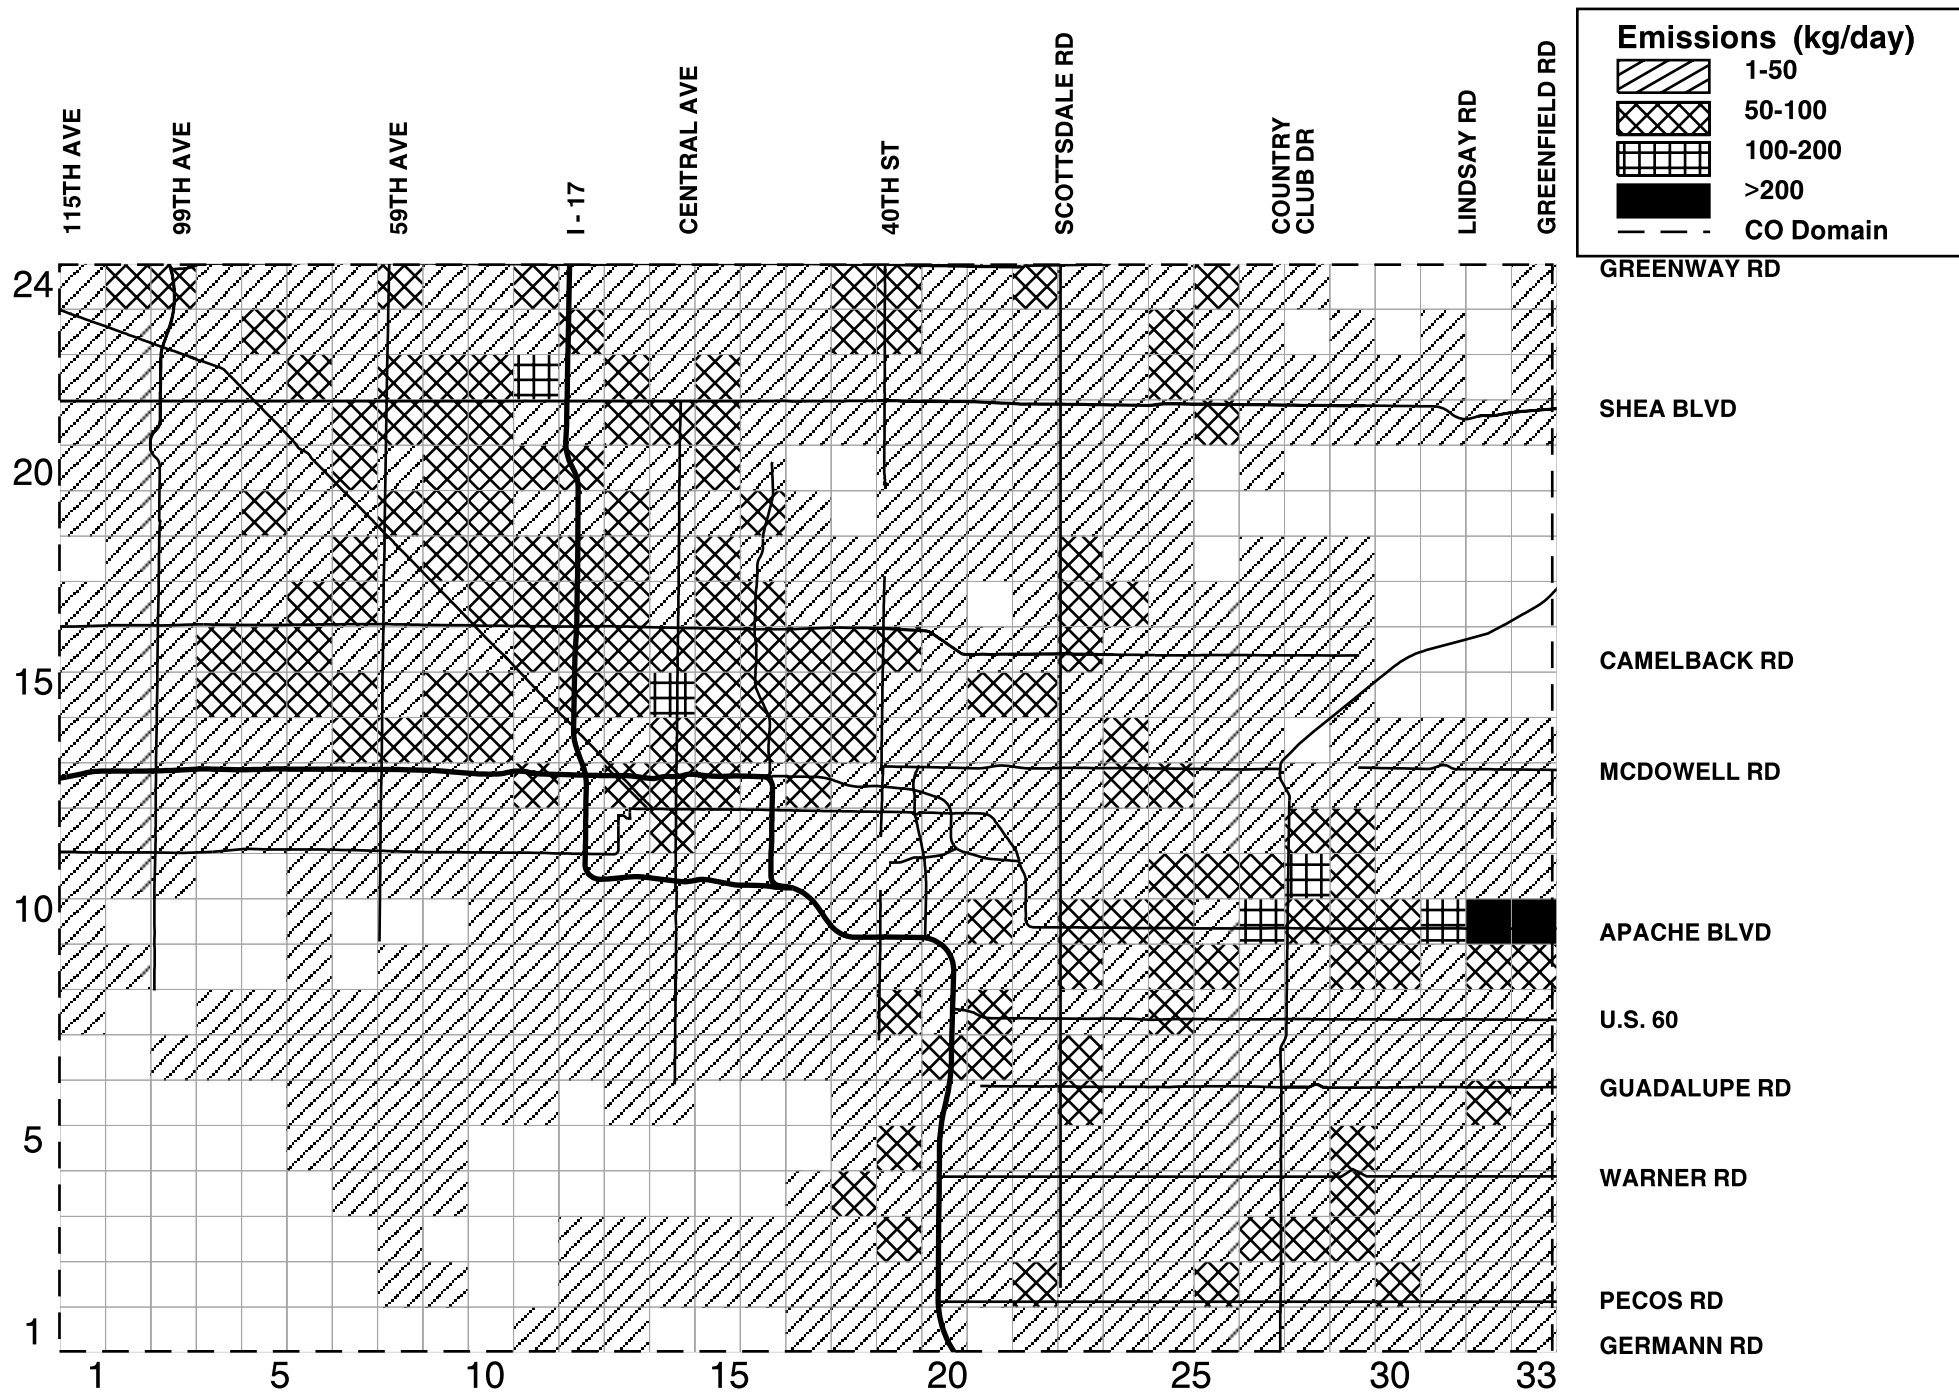 115TH AVE
99TH AVE
59TH AVE
I - 17
CENTRAL AVE
40TH ST
SCOTTSDALE RD
COUNTRY
CLUB DR
LINDSAY RD
GREENFIELD RD
Emissions (kg/day)
1-50
50-100
100-200
>200
CO Domain
GREENWAY RD
SHEA BLVD
CAMELBACK RD
MCDOWELL RD
APACHE BLVD
U.S. 60
GUADALUPE RD
WARNER RD
PECOS RD
GERMANN RD
24
20
15
10
5
1
1 5 10 15 20 25 30 33